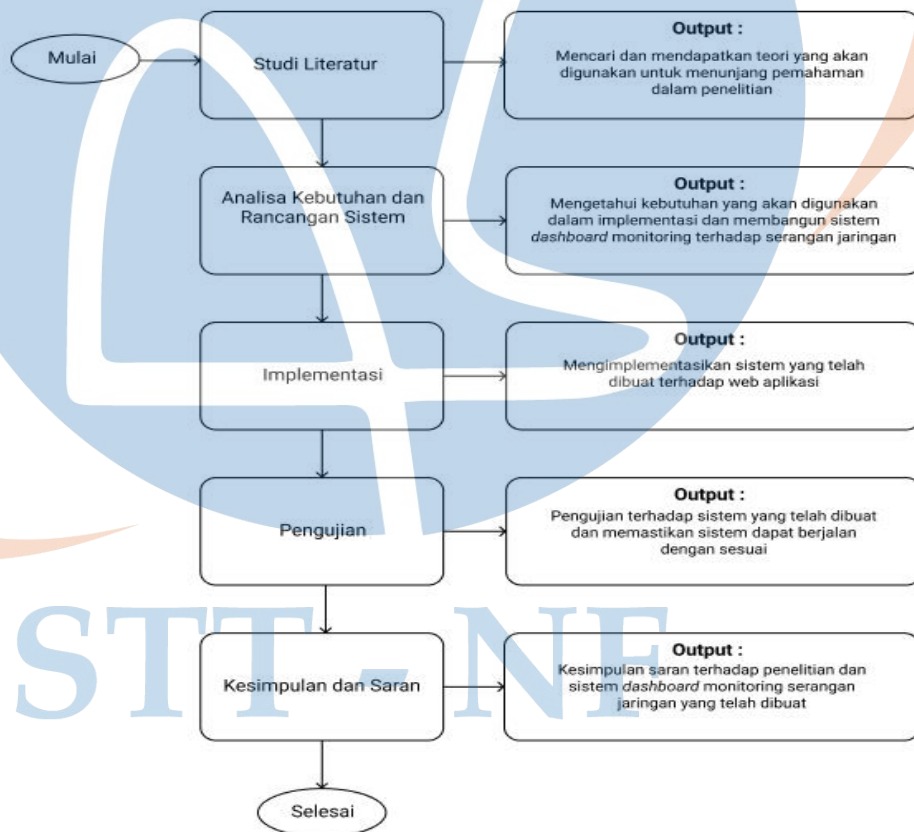 Mulai
Studi Literatur
Output :
Mencari dan mendapatkan teori yang akan
digunakan untuk menunjang pemahaman
dalam penelitian
Analisa Kebutuhan dan
Rancangan Sistem
Output :
Mengetahui kebutuhan yang akan digunakan
dalam implementasi dan membangun sistem
dashboard monitoring terhadap serangan jaringan
Implementasi
Output :
Mengimplementasikan sistem yang telah
dibuat terhadap web aplikasi
Pengujian
Output :
Pengujian terhadap sistem yang telah dibuat
dan memastikan sistem dapat berjalan
dengan sesuai
Kesimpulan dan Saran
Output :
Kesimpulan saran terhadap penelitian dan
sistem dashboard monitoring serangan
jaringan yang telah dibuat
Selesai
STT - NF